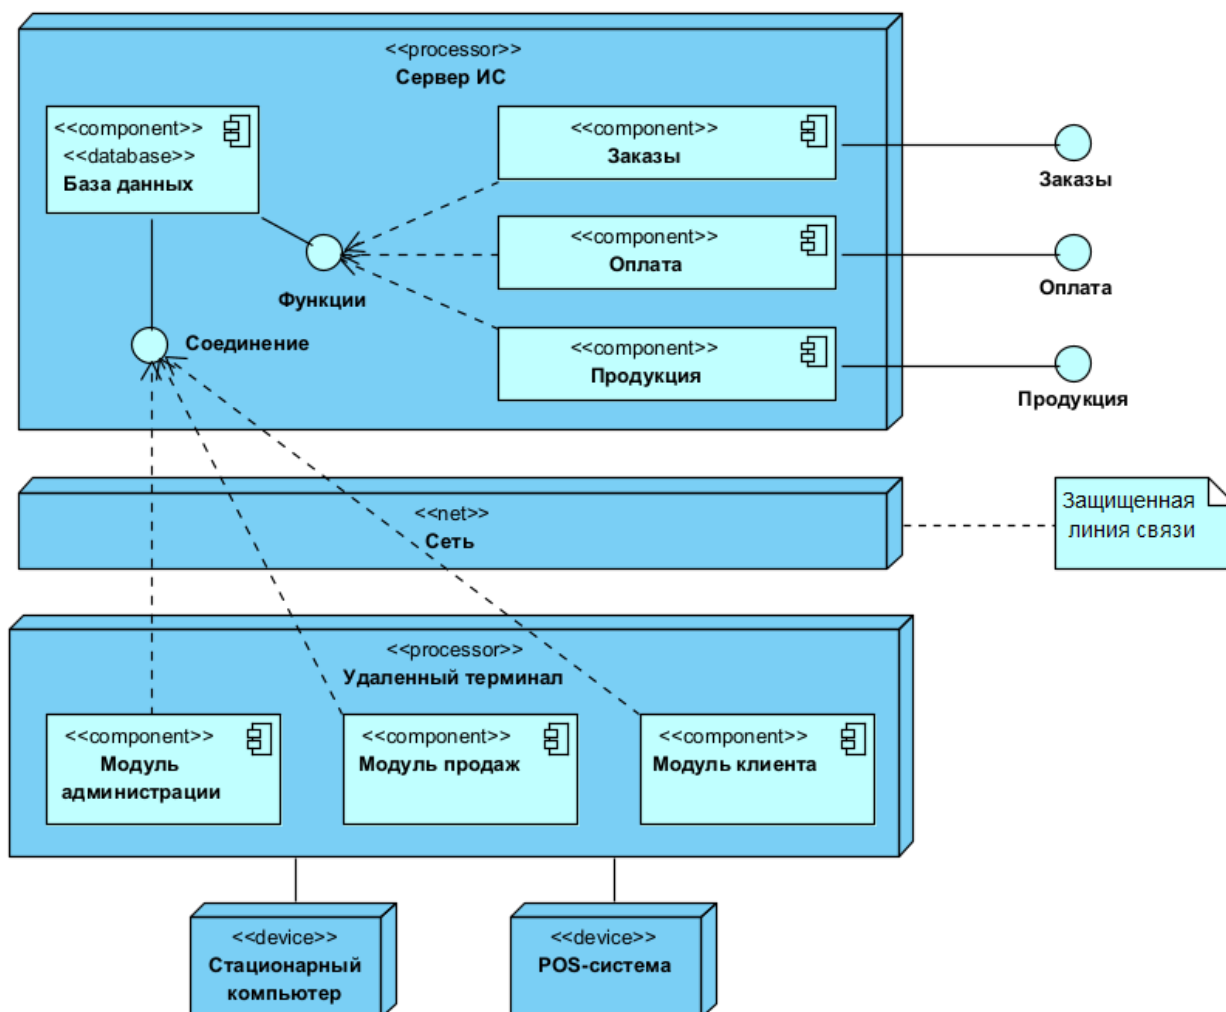 <<processor>>
Сервер ИС
<<component>>
<<database>>
База данных
<<component>>
Заказы
Заказы
<<component>>
Оплата
Оплата
Функции
Соединение
<<component>>
Продукция
Продукция
<<net>>
Сеть
Защищенная
линия связи
<<processor>>
Удаленный терминал
<<component>>
Модуль
администрации
<<component>>
Модуль продаж
<<component>>
Модуль клиента
<<device>>
Стационарный
компьютер
<<device>>
POS-система